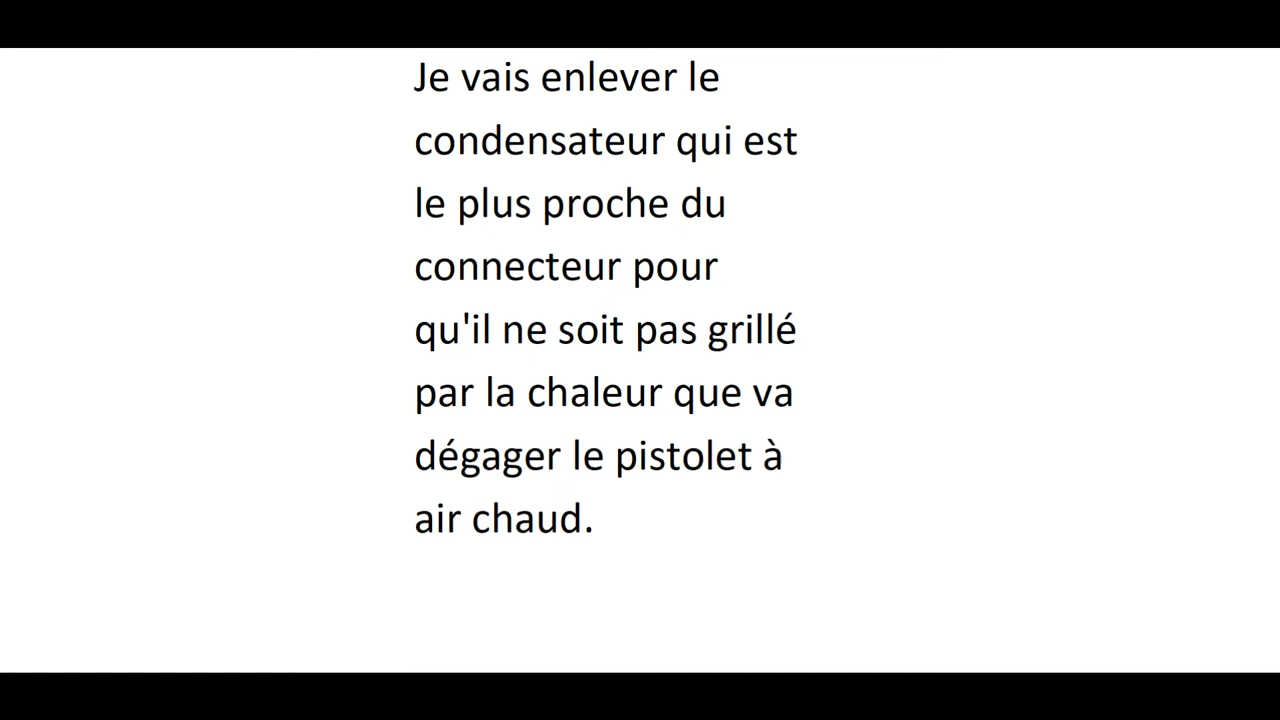 Je vais enlever le
condensateur qui est
le plus proche du
connecteur pour
qu'il ne soit pas grillé
par la chaleur que va
dégager le pistolet à
air chaud.